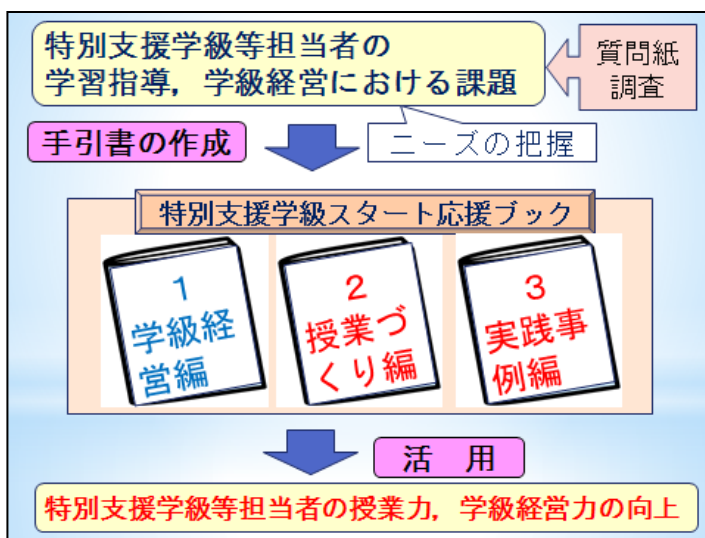 特別支援学級等担当者の
学習指導，学級経営における課題
質問紙
調査
手引書の作成
ニーズの把握
特別支援学級スタート応援ブック
1
学級経
営編
2
授業づ
くり編
3
実践事
例編
活　用
特別支援学級等担当者の授業力，学級経営力の向上